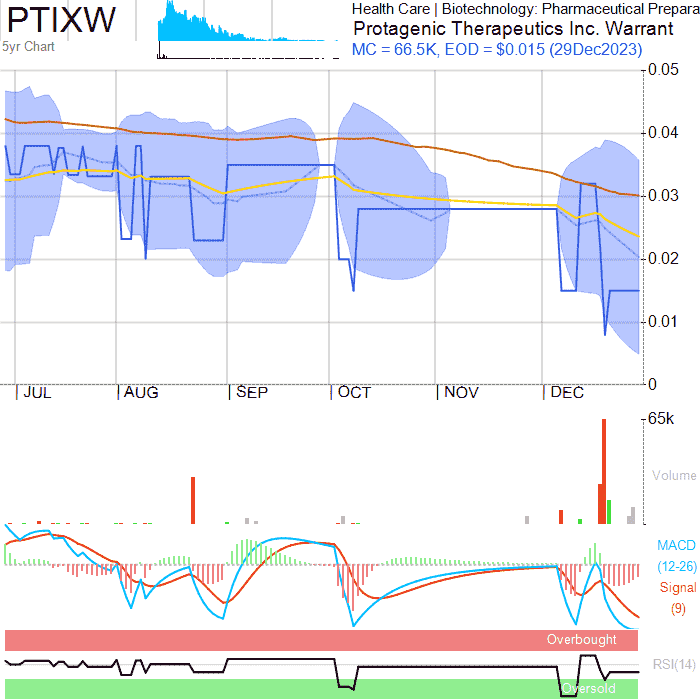 PTIXW
5yr Chart
Health Care | Biotechnology: Pharmaceutical Prepara
Protagenic Therapeutics Inc. Warrant
MC = 66.5K, EOD = $0.015 (29Dec2023)
0.05
0.04
0.03
0.02
0.01
0
JUL AUG SEP OCT NOV DEC
65k
Volume
MACD
(12-26)
Signal
(9)
Overbought
RSI(14)
Oversold